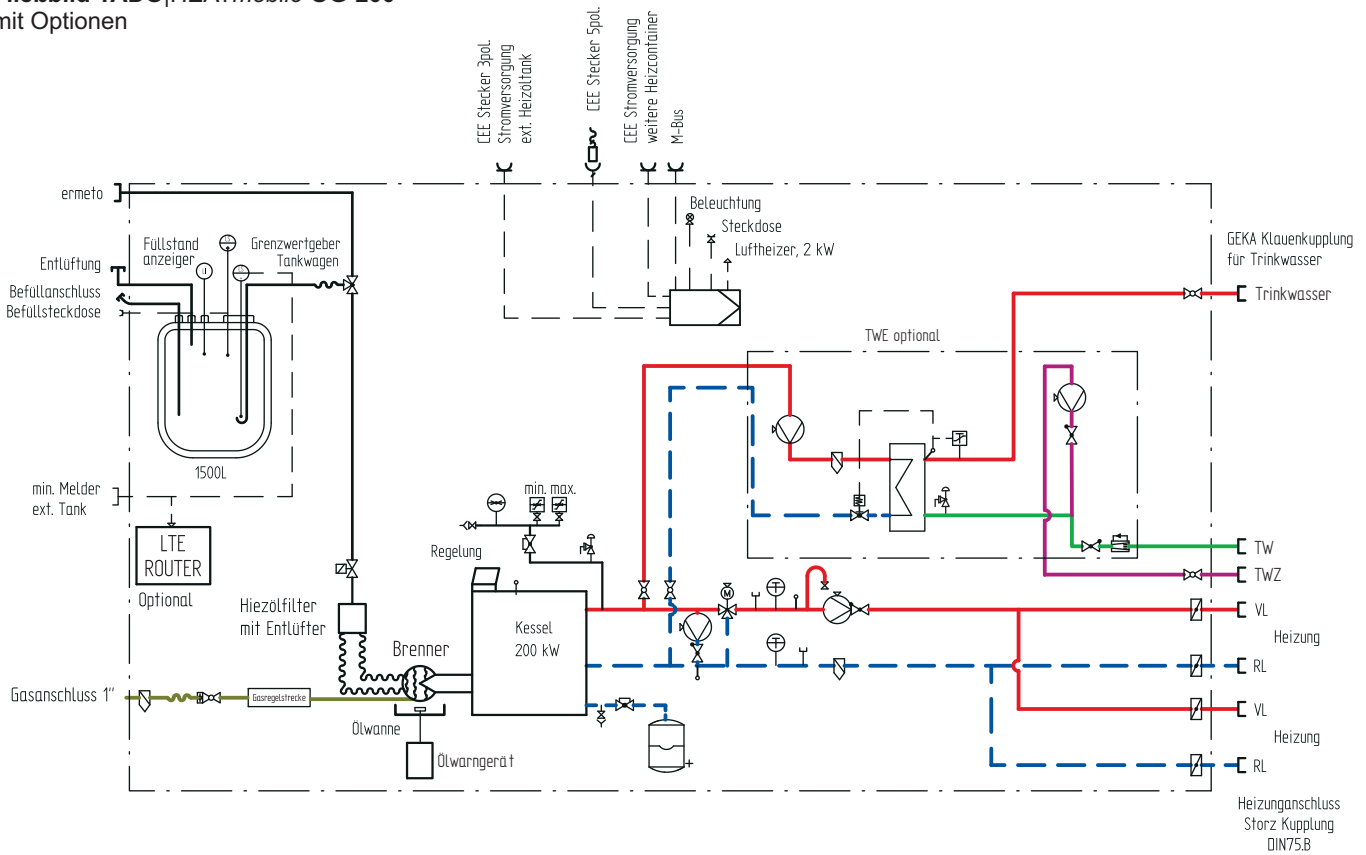 HEATmobile
mit Optionen
CEE Stecker 3pol.
Stromversorgung
ext. Heizöltank
CEE Stecker 5pol.
CEE Stromversorgung
weitere Heizcontainer
M-Bus
ermeto
Entlüftung
Befüllanschluss
Befüllsteckdose
Füllstand
anzeiger
Grenzwertgeber
Tankwagen
LI
1500L
min. Melder
ext. Tank
LTE
ROUTER
Optional
Beleuchtung
Steckdose
Luftheizer, 2 kW
GEKA Klauenkupplung
für Trinkwasser
Trinkwasser
TWE optional
min. max.
Regelung
Hiezölfilter
mit Entlüfter
Brenner
Kessel
200 kW
M
Gasanschluss 1"
Gasregelstrecke
Ölwanne
Ölwarngerät
TW
TWZ
VL
Heizung
RL
VL
Heizung
RL
Heizunganschluss
Storz Kupplung
DIN75.B